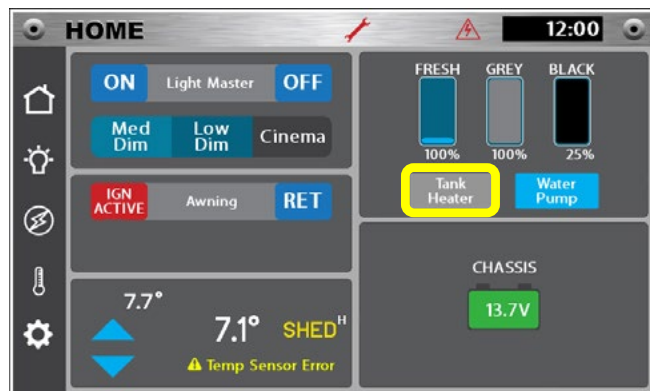 HOME
12:00
ON Light Master OFF
Med Dim Low Dim Cinema
IGN ACTIVE Awning RET
7.7°
7.1° SHED H
Temp Sensor Error
FRESH GREY BLACK
100% 100% 25%
Tank Heater
Water Pump
CHASSIS
13.7V